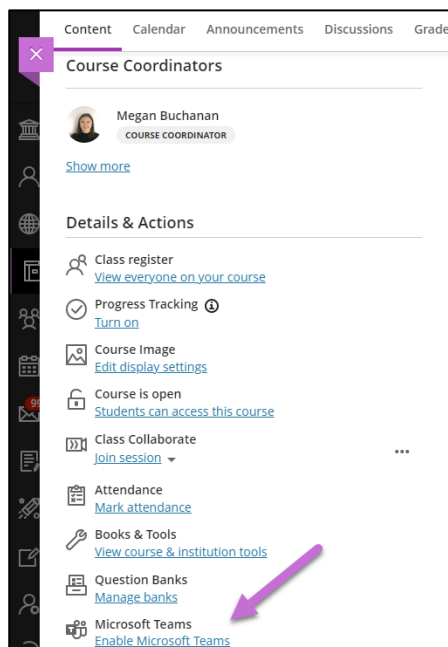 Content Calendar Announcements Discussions Grade
Course Coordinators
Megan Buchanan
COURSE COORDINATOR
Show more
Details & Actions
Class register
View everyone on your course
Progress Tracking
Turn on
Course Image
Edit display settings
Course is open
Students can access this course
Class Collaborate
Join session
Attendance
Mark attendance
Books & Tools
View course & institution tools
Question Banks
Manage banks
Microsoft Teams
Enable Microsoft Teams